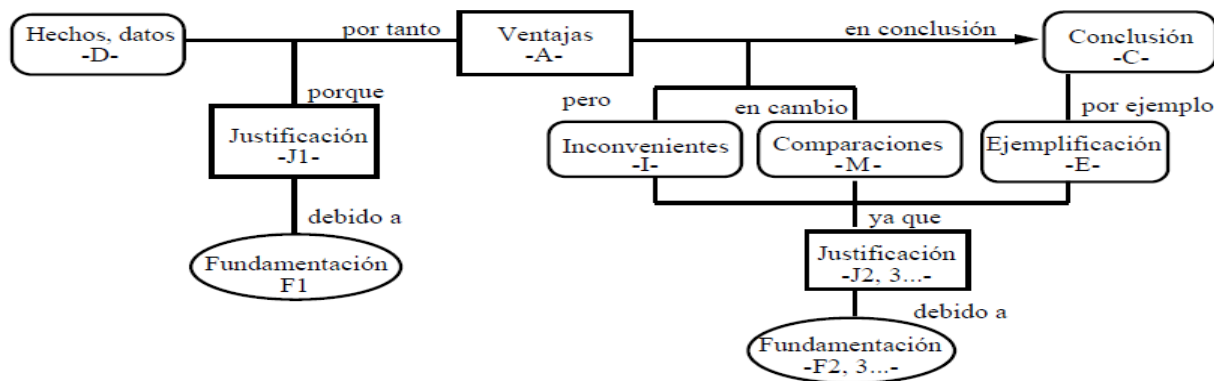 Hechos, datos
-D-
por tanto
Ventajas
-A-
en conclusión
Conclusión
-C-
porque
Justificación
-J1-
debido a
Fundamentación
F1
pero
en cambio
por ejemplo
Inconvenientes
-I-
Comparaciones
-M-
Ejemplificación
-E-
ya que
Justificación
-J2, 3...-
debido a
Fundamentación
-F2, 3...-